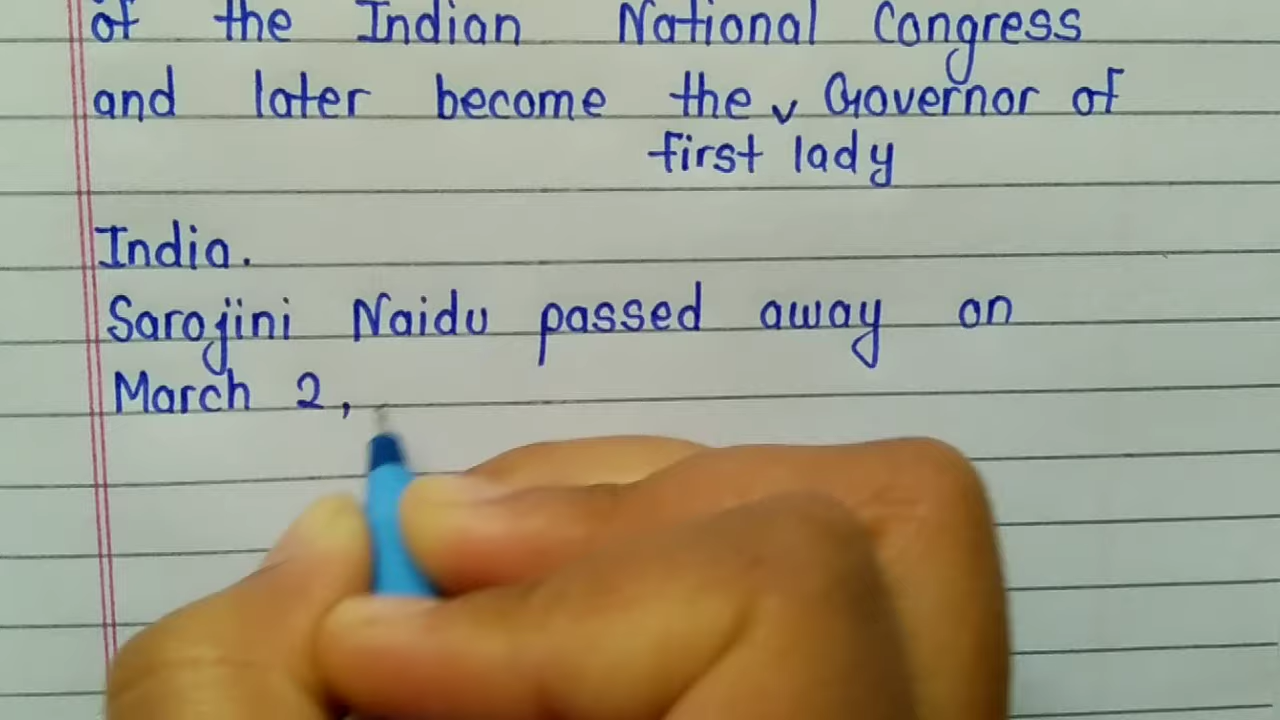 of the Indian National Congress
and later become the ✓ Governor of
first lady
India.
Sarojini Naidu passed away on
March 2,